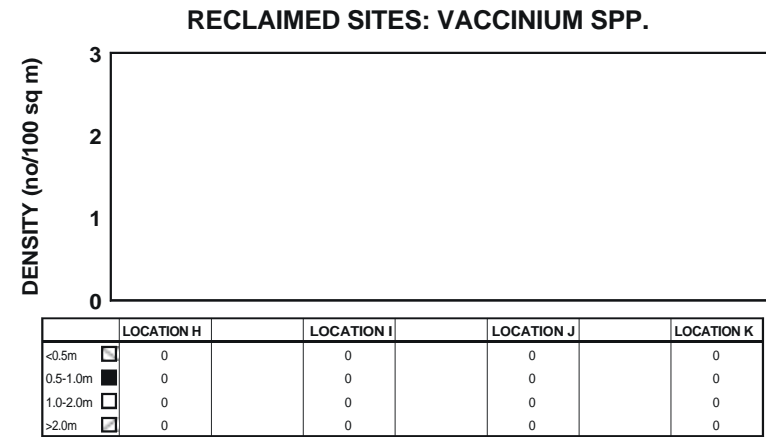 RECLAIMED SITES: VACCINIUM SPP.
DENSITY (no/100 sq m)
3
2
1
0
LOCATION H LOCATION I LOCATION J LOCATION K
<0.5m 0 0 0 0
0.5-1.0m 0 0 0 0
1.0-2.0m 0 0 0 0
>2.0m 0 0 0 0